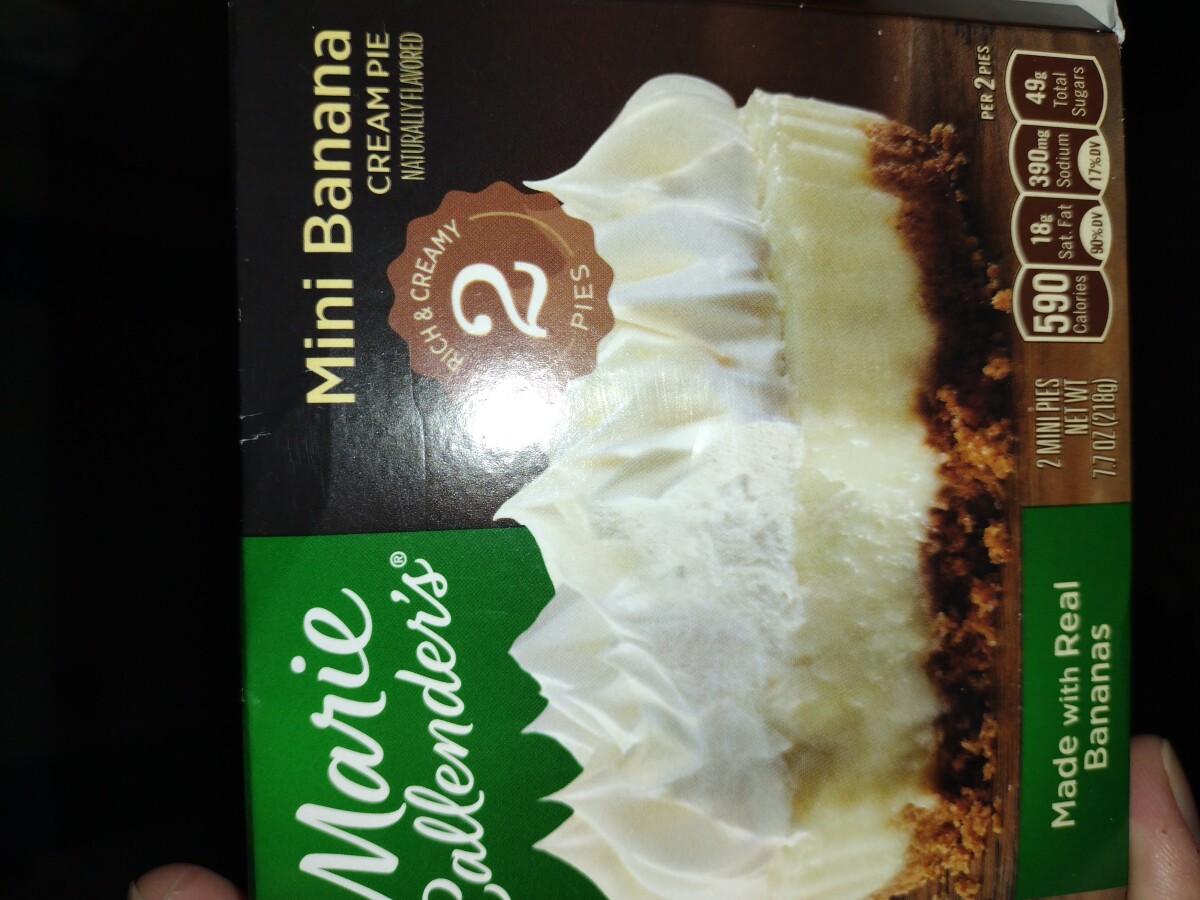 Marie
Callender's®
Mini Banana
CREAM PIE
NATURALLY FLAVORED
RICH & CREAMY
2
PIES
Made with Real
Bananas
2 MINI PIES
NET WT
7.7 OZ (218g)
PER 2 PIES
590
Calories
18g
Sat. Fat
90% DV
390mg
Sodium
17% DV
49g
Total
Sugars